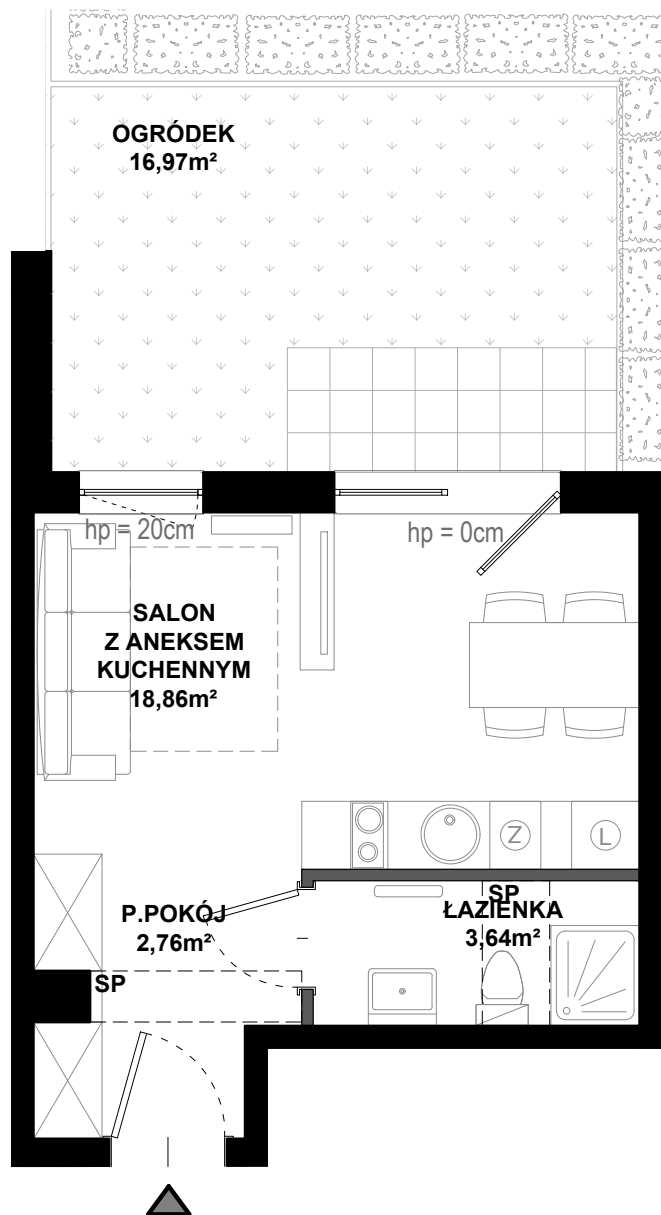 OGRÓDEK
16,97m²
hp = 20cm
hp = 0cm
SALON
Z ANEKSEM
KUCHENNYM
18,86m²
Z
L
SP
P.POKÓJ
2,76m²
ŁAZIENKA
3,64m²
SP